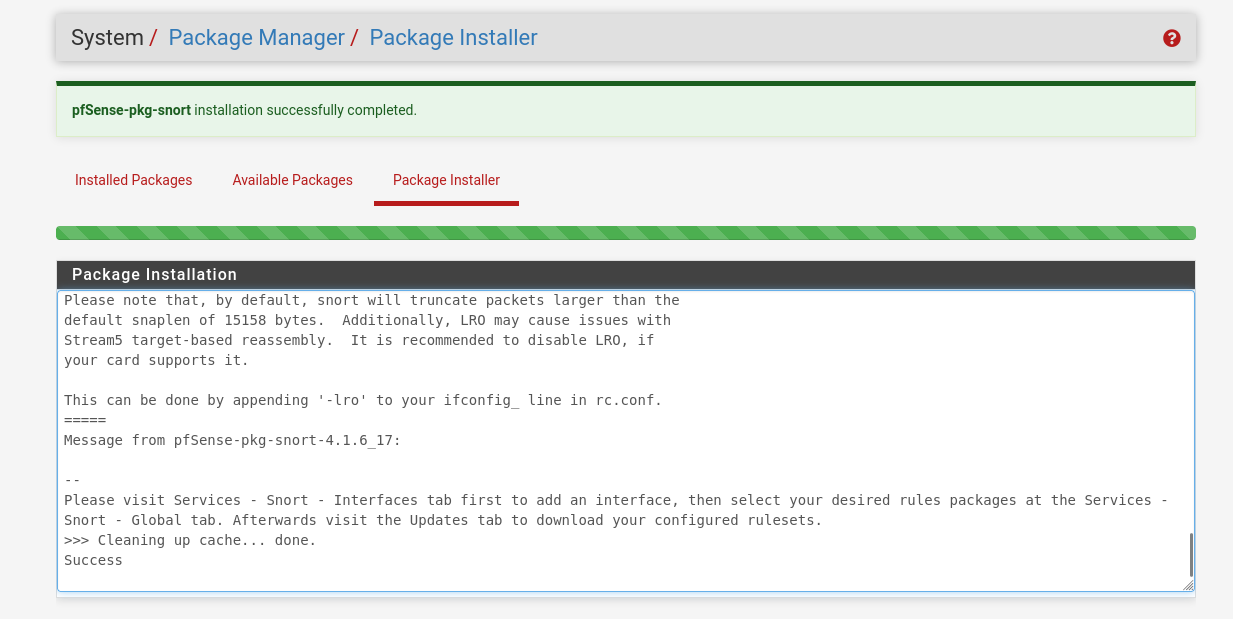 System / Package Manager / Package Installer
pfSense-pkg-snort installation successfully completed.
Installed Packages Available Packages Package Installer
Package Installation
Please note that, by default, snort will truncate packets larger than the
default snaplen of 15158 bytes.  Additionally, LRO may cause issues with
Stream5 target-based reassembly.  It is recommended to disable LRO, if
your card supports it.
This can be done by appending '-lro' to your ifconfig_ line in rc.conf.
=====
Message from pfSense-pkg-snort-4.1.6_17:
--
Please visit Services - Snort - Interfaces tab first to add an interface, then select your desired rules packages at the Services -
Snort - Global tab. Afterwards visit the Updates tab to download your configured rulesets.
>>> Cleaning up cache... done.
Success